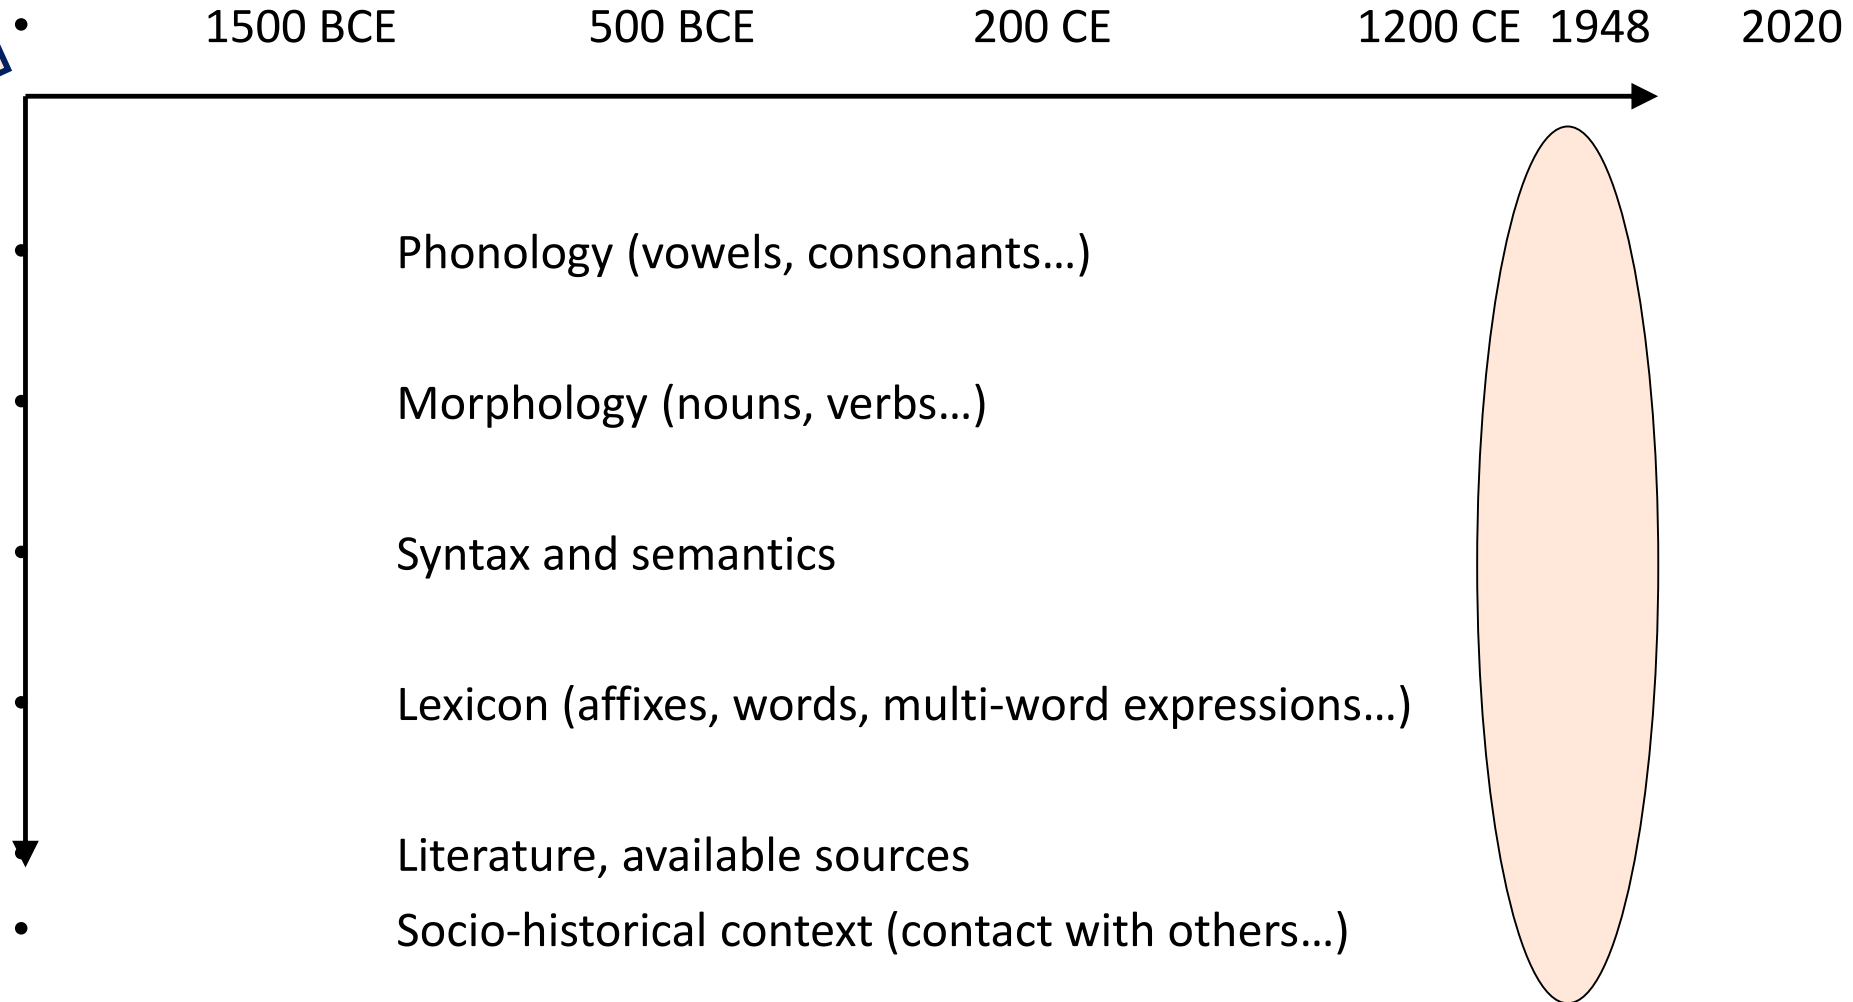 • 1500 BCE 500 BCE 200 CE 1200 CE 1948 2020
• Phonology (vowels, consonants…)
• Morphology (nouns, verbs…)
• Syntax and semantics
• Lexicon (affixes, words, multi-word expressions…)
• Literature, available sources
• Socio-historical context (contact with others…)